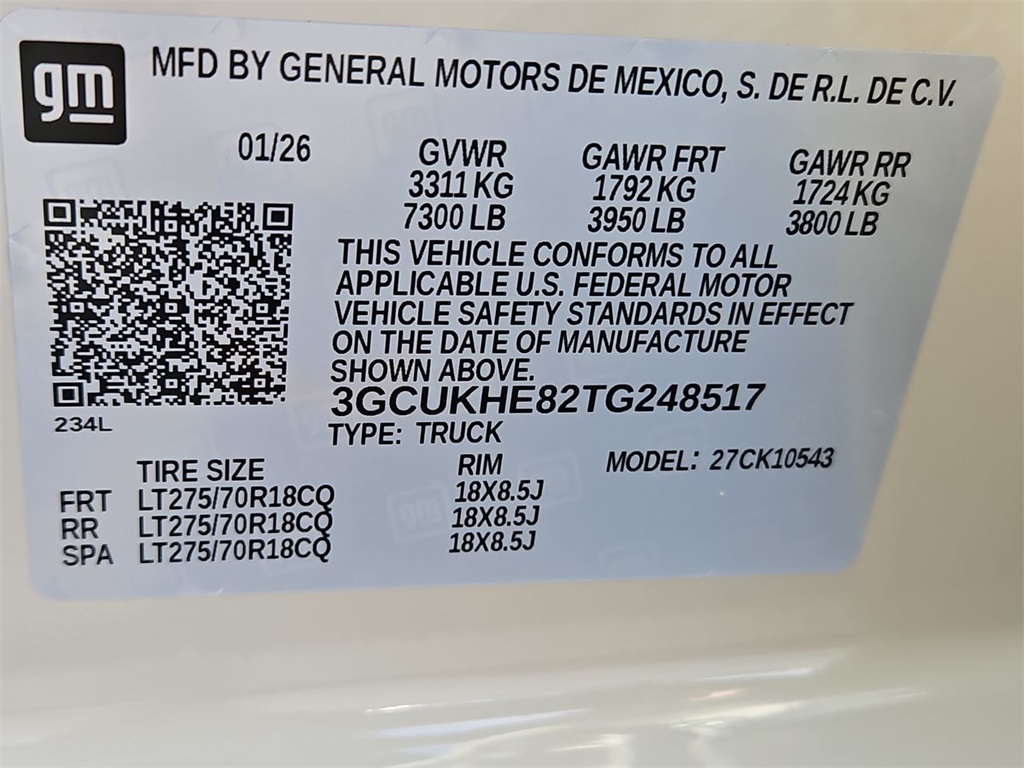 gm
MFD BY GENERAL MOTORS DE MEXICO, S. DE R.L. DE C.V.
01/26 GVWR GAWR FRT GAWR RR
3311 KG 1792 KG 1724 KG
7300 LB 3950 LB 3800 LB
THIS VEHICLE CONFORMS TO ALL
APPLICABLE U.S. FEDERAL MOTOR
VEHICLE SAFETY STANDARDS IN EFFECT
ON THE DATE OF MANUFACTURE
SHOWN ABOVE.
3GCUKHE82TG248517
234L
TYPE: TRUCK
TIRE SIZE RIM MODEL: 27CK10543
FRT LT275/70R18CQ 18X8.5J
RR LT275/70R18CQ 18X8.5J
SPA LT275/70R18CQ 18X8.5J